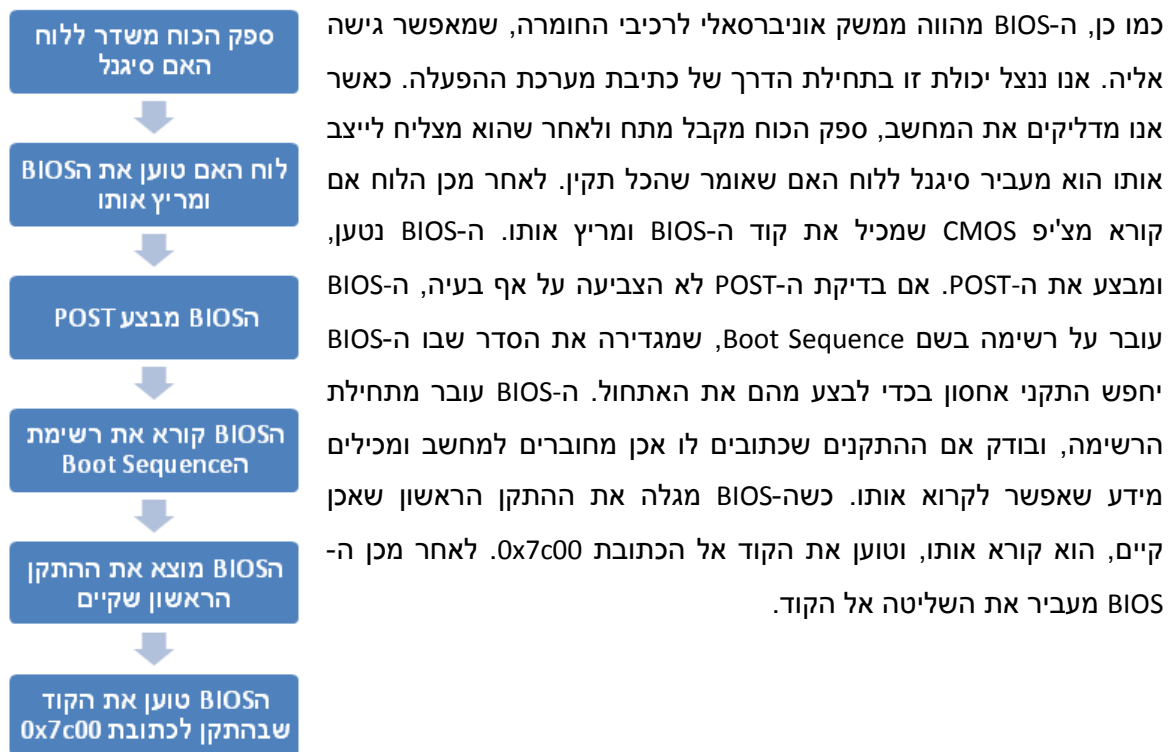 כמו כן, ה-BIOS מהווה ממשק אוניברסאלי לרכיבי החומרה, שמאפשר גישה
אליה. אנו ננצל יכולת זו בתחילת הדרך של כתיבת מערכת ההפעלה. כאשר
אנו מדליקים את המחשב, ספק הכוח מקבל מתח ולאחר שהוא מצליח לייצב
אותו הוא מעביר סיגנל ללוח האם שאומר שהכל תקין. לאחר מכן הלוח אם
קורא מצ'יפ CMOS שמכיל את קוד ה-BIOS ומריץ אותו. ה-BIOS נטען,
ומבצע את ה-POST. אם בדיקת ה-POST לא הצביעה על אף בעיה, ה-BIOS
עובר על רשימה בשם Boot Sequence, שמגדירה את הסדר שבו ה-BIOS
יחפש התקני אחסון בכדי לבצע מהם את האתחול. ה-BIOS עובר מתחילת
הרשימה, ובודק אם ההתקנים שכתובים לו אכן מחוברים למחשב ומכילים
מידע שאפשר לקרוא אותו. כשה-BIOS מגלה את ההתקן הראשון שאכן
קיים, הוא קורא אותו, וטוען את הקוד אל הכתובת 0x7c00. לאחר מכן ה-
BIOS מעביר את השליטה אל הקוד.
ספק הכוח משדר ללוח
האם סיגנל
לוח האם טוען את הBIOS
ומריץ אותו
הBIOS מבצע POST
הBIOS קורא את רשימת
הBoot Sequence
הBIOS מוצא את ההתקן
הראשון שקיים
הBIOS טוען את הקוד
שבהתקן לכתובת 0x7c00